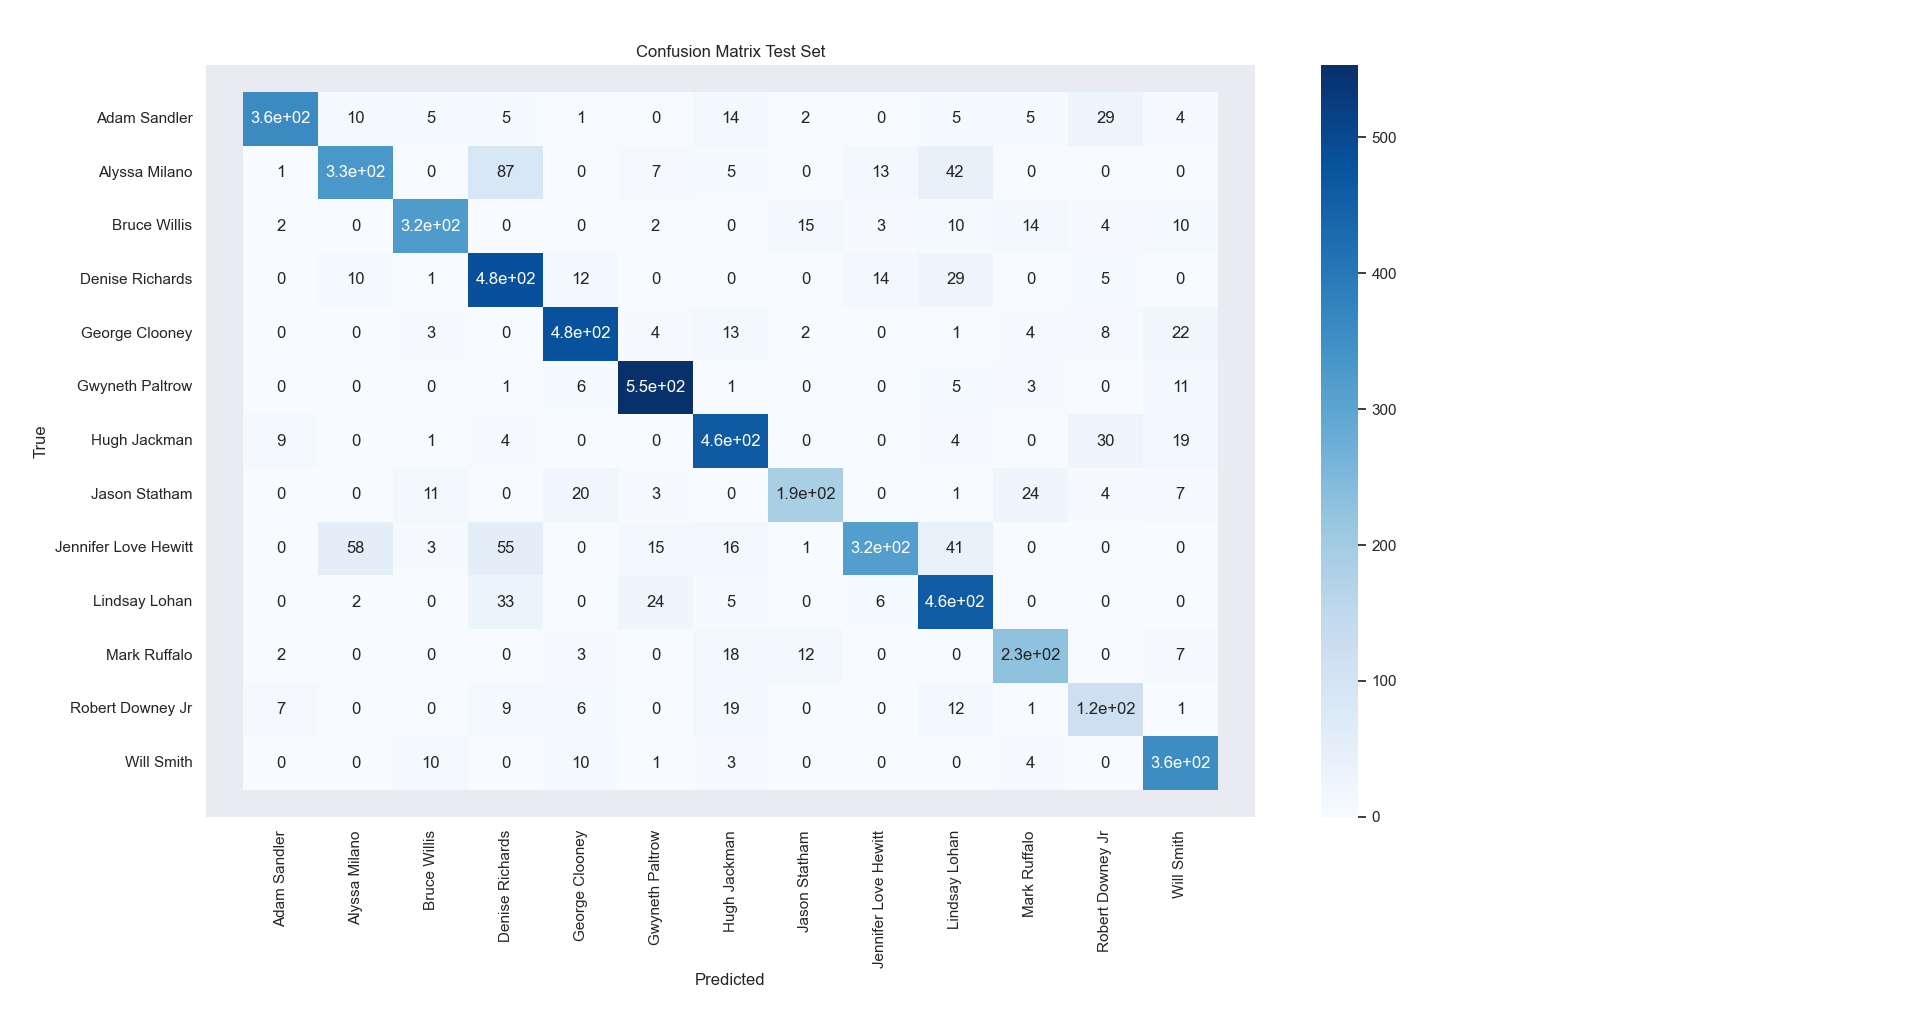 Confusion Matrix Test Set
Adam Sandler 3.6e+02 10 5 5 1 0 14 2 0 5 5 29 4
Alyssa Milano 1 3.3e+02 0 87 0 7 5 0 13 42 0 0 0
Bruce Willis 2 0 3.2e+02 0 0 2 0 15 3 10 14 4 10
Denise Richards 0 10 1 4.8e+02 12 0 0 0 14 29 0 5 0
George Clooney 0 0 3 0 4.8e+02 4 13 2 0 1 4 8 22
Gwyneth Paltrow 0 0 0 1 6 5.5e+02 1 0 0 5 3 0 11
Hugh Jackman 9 0 1 4 0 0 4.6e+02 0 0 4 0 30 19
Jason Statham 0 0 11 0 20 3 0 1.9e+02 0 1 24 4 7
Jennifer Love Hewitt 0 58 3 55 0 15 16 1 3.2e+02 41 0 0 0
Lindsay Lohan 0 2 0 33 0 24 5 0 6 4.6e+02 0 0 0
Mark Ruffalo 2 0 0 0 3 0 18 12 0 0 2.3e+02 0 7
Robert Downey Jr 7 0 0 9 6 0 19 0 0 12 1 1.2e+02 1
Will Smith 0 0 10 0 10 1 3 0 0 0 4 0 3.6e+02
True
Adam Sandler
Alyssa Milano
Bruce Willis
Denise Richards
George Clooney
Gwyneth Paltrow
Hugh Jackman
Jason Statham
Jennifer Love Hewitt
Lindsay Lohan
Mark Ruffalo
Robert Downey Jr
Will Smith
Predicted
500
400
300
200
100
0